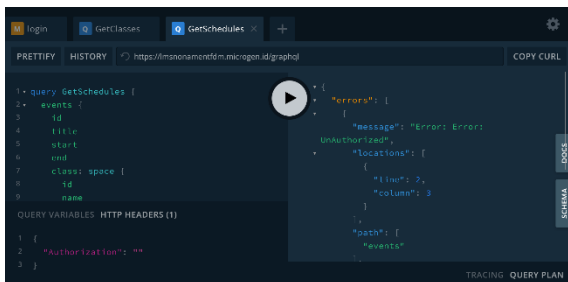 M login
Q GetClasses
Q GetSchedules × +
PRETTIFY HISTORY https://lmsnonamentfdm.microgen.id/graphql COPY CURL
1 query GetSchedules {
2 events {
3 id
4 title
5 start
6 end
7 class: space {
8 id
9 name
QUERY VARIABLES HTTP HEADERS (1)
1 {
2 "Authorization": ""
3 }
{
"errors": [
{
"message": "Error: Error:
UnAuthorized",
"locations": [
{
"line": 2,
"column": 3
}
],
"path": [
"events"
],
DOCS
SCHEMA
TRACING QUERY PLAN